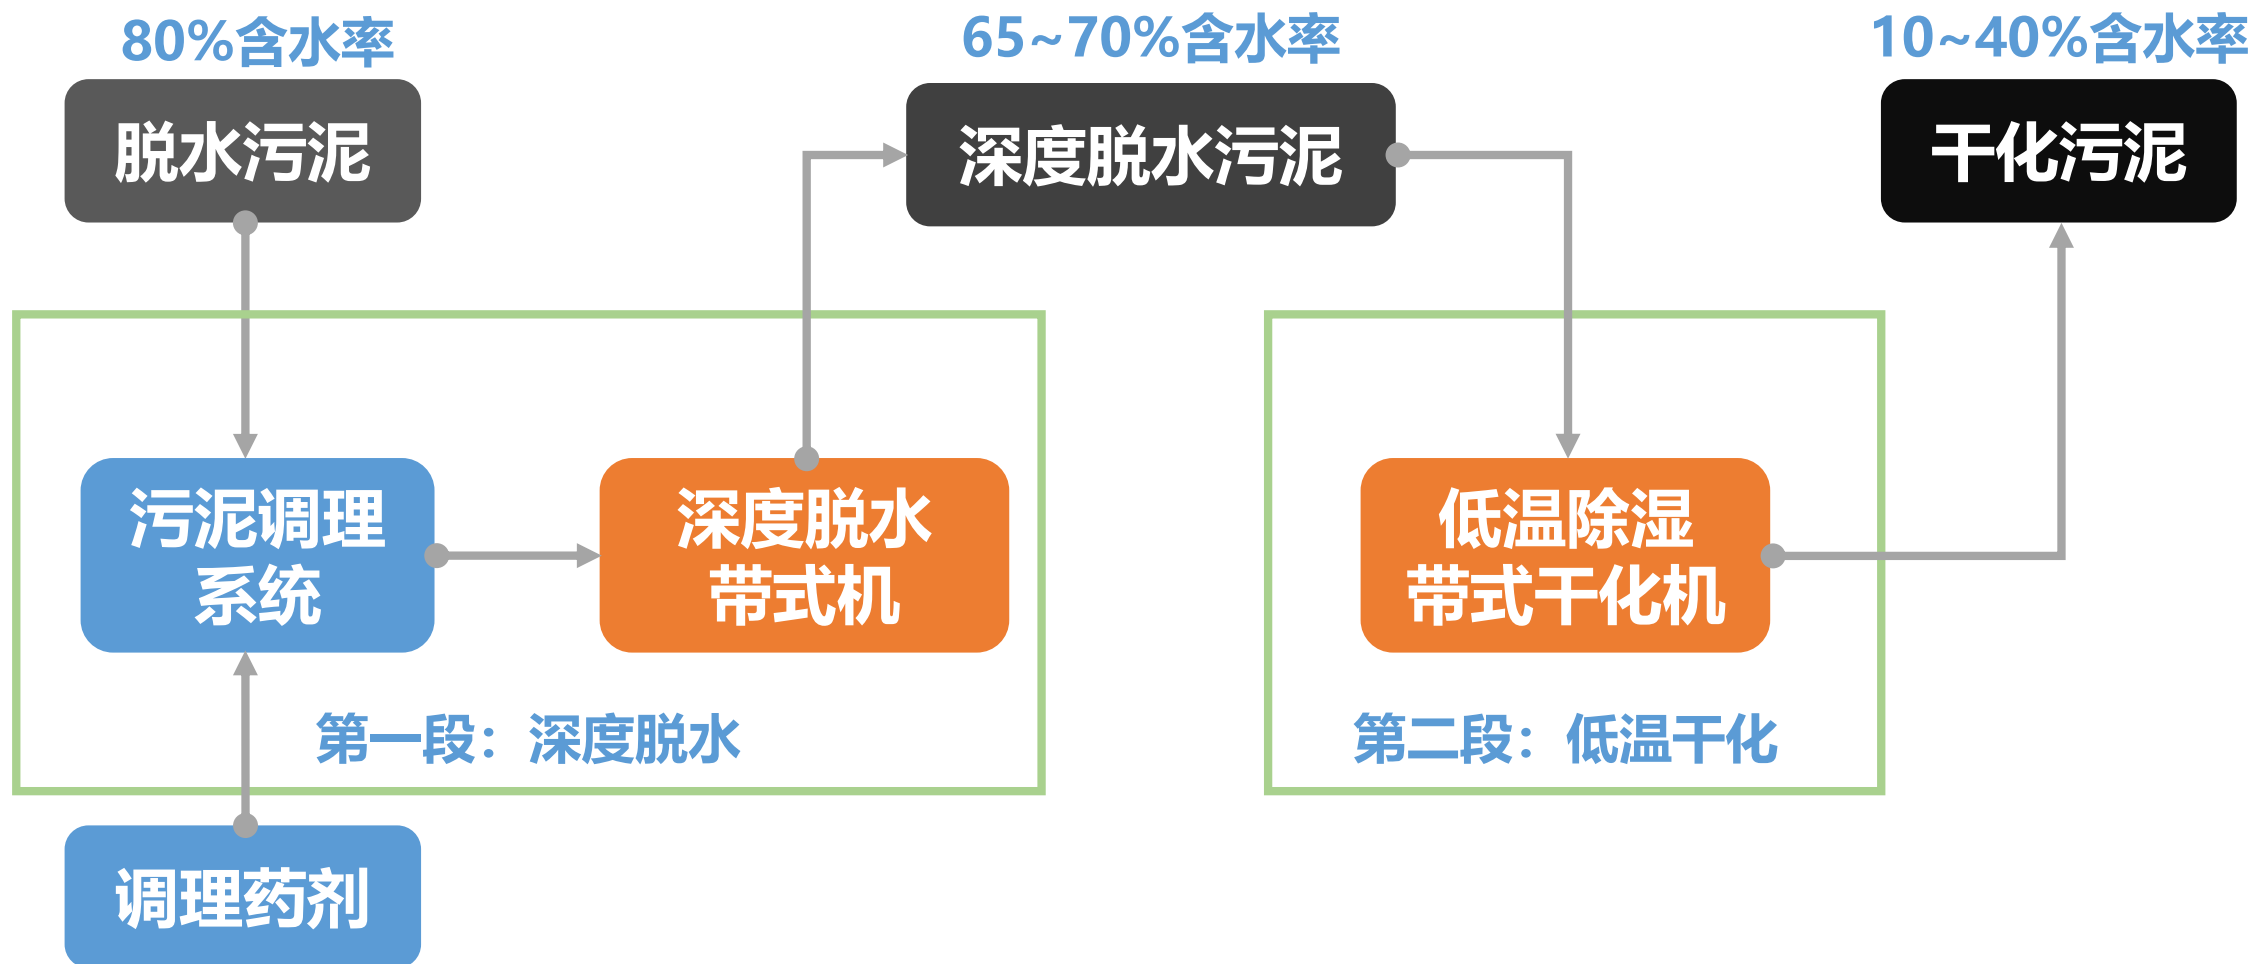 80%含水率
65~70%含水率
10~40%含水率
脱水污泥
深度脱水污泥
干化污泥
污泥调理
系统
深度脱水
带式机
低温除湿
带式干化机
第一段：深度脱水
第二段：低温干化
调理药剂